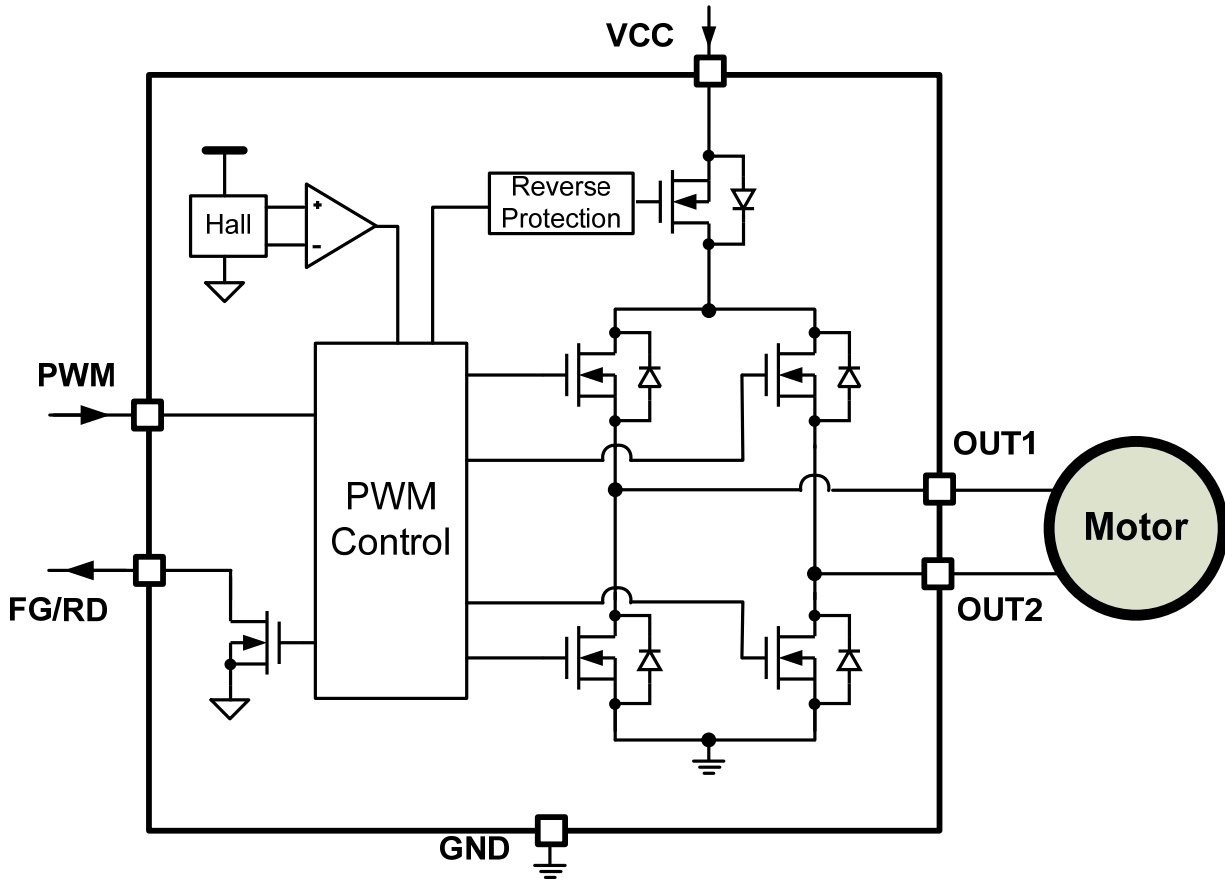 VCC
Reverse
Protection
Hall
+
-
PWM
OUT1
PWM
Control
Motor
FG/RD
OUT2
GND